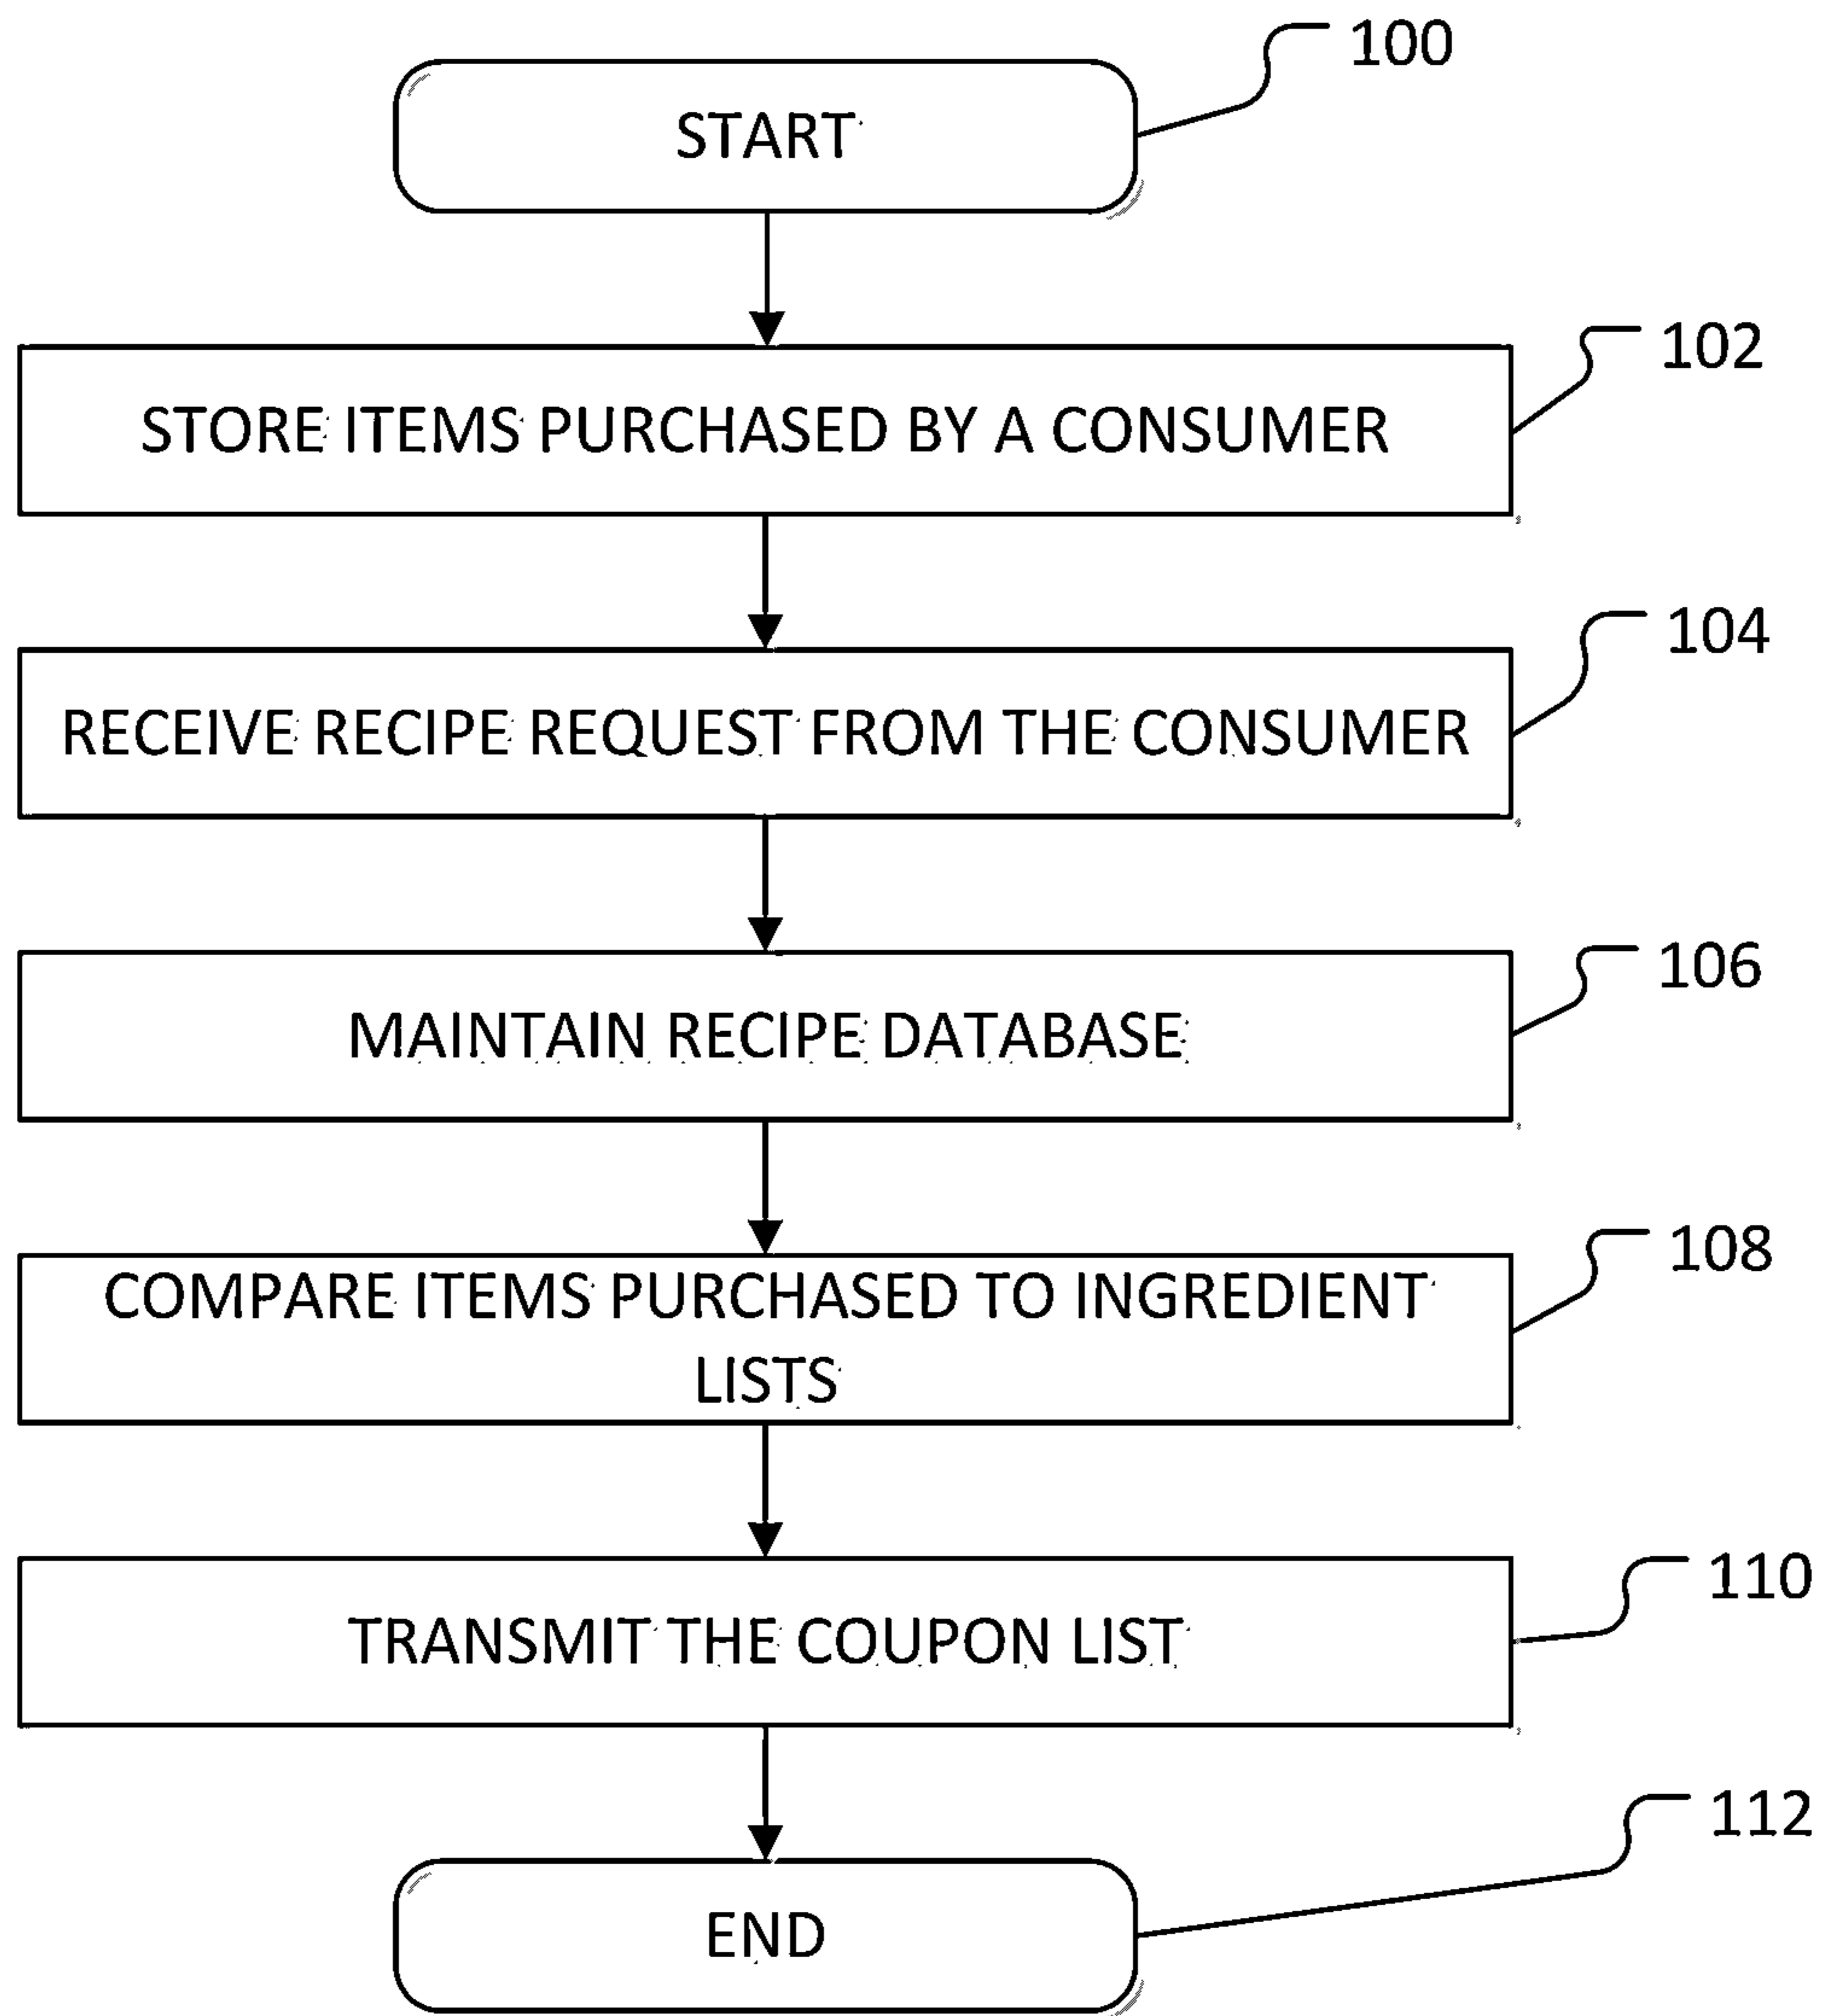 100
START
102
STORE ITEMS PURCHASED BY A CONSUMER
104
RECEIVE RECIPE REQUEST FROM THE CONSUMER
106
MAINTAIN RECIPE DATABASE
108
COMPARE ITEMS PURCHASED TO INGREDIENT
LISTS
110
TRANSMIT THE COUPON LIST
112
END